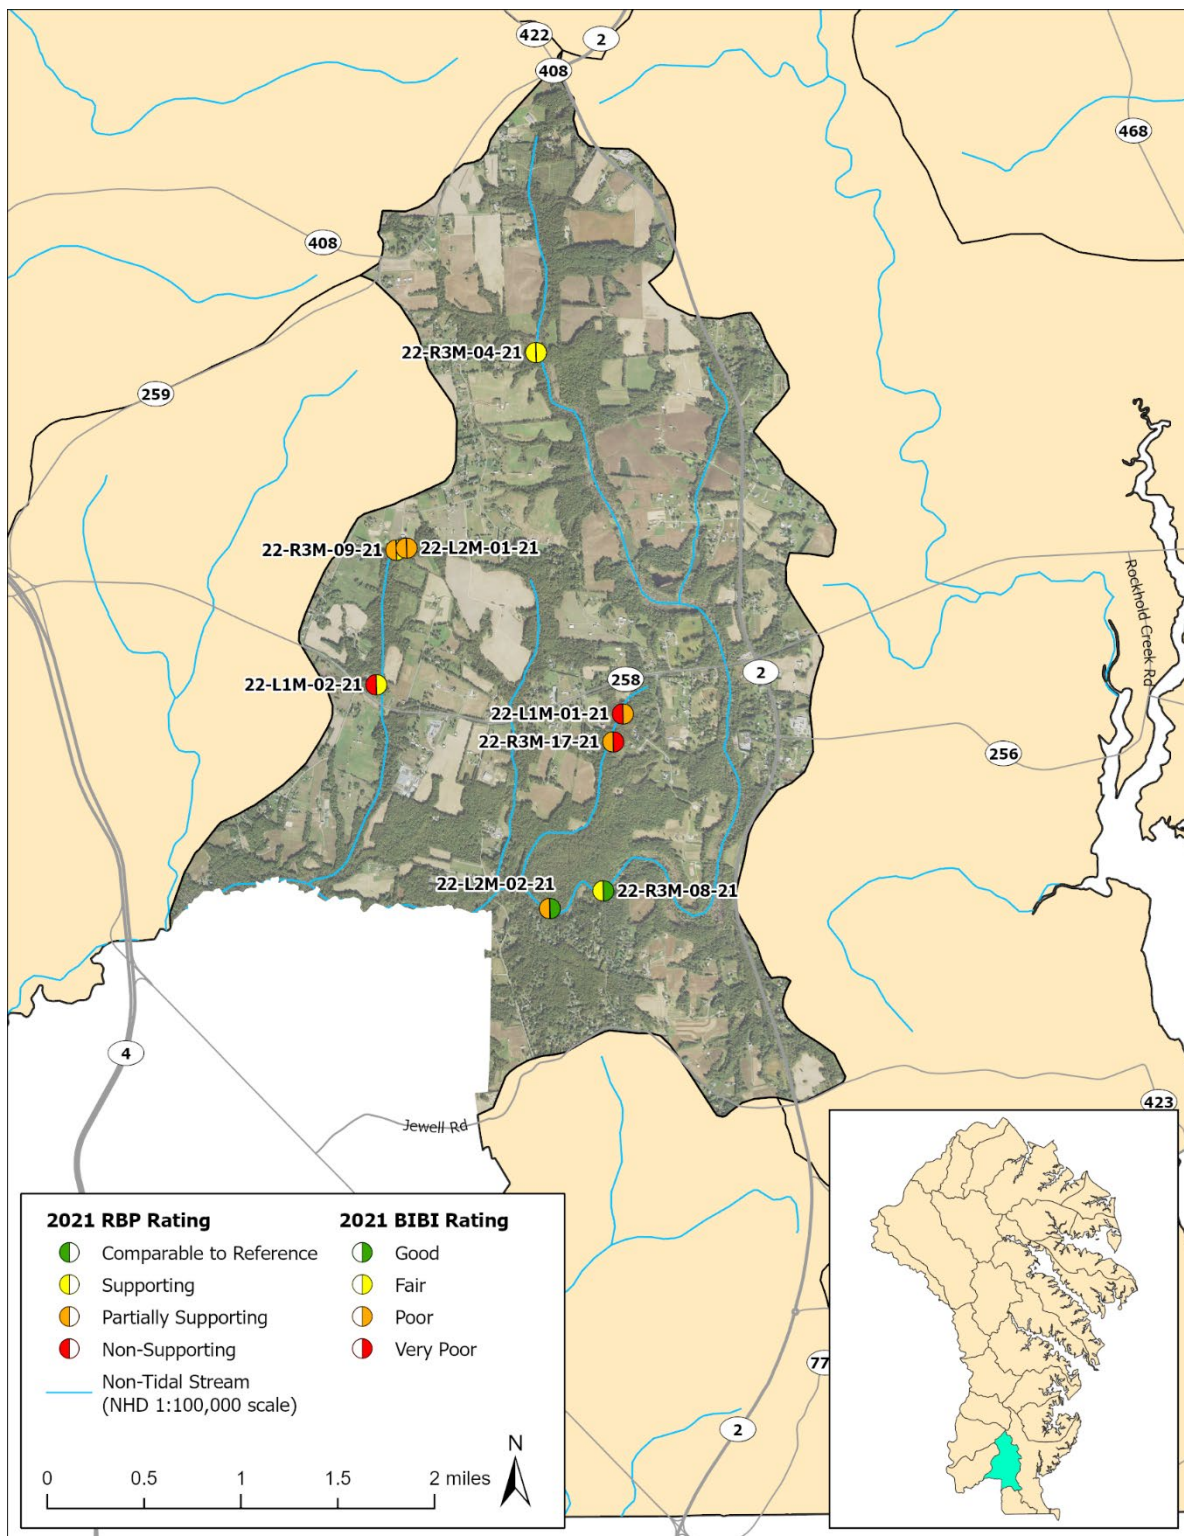 422
2
408
468
408
22-R3M-04-21
259
22-R3M-09-21
22-L2M-01-21
Rockhold Creek Rd
22-L1M-02-21
258
2
22-L1M-01-21
22-R3M-17-21
256
22-L2M-02-21
22-R3M-08-21
4
423
Jewell Rd
2021 RBP Rating
Comparable to Reference
Supporting
Partially Supporting
Non-Supporting
Non-Tidal Stream
(NHD 1:100,000 scale)
2021 BIBI Rating
Good
Fair
Poor
Very Poor
77
2
N
0 0.5 1 1.5 2 miles